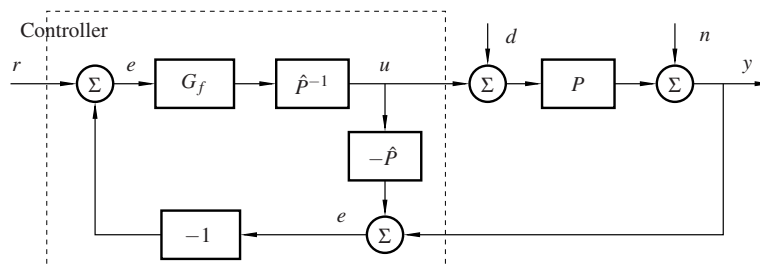 Controller
d
n
r
Σ
e
G_f
P̂⁻¹
u
Σ
P
Σ
y
−P̂
e
−1
Σ